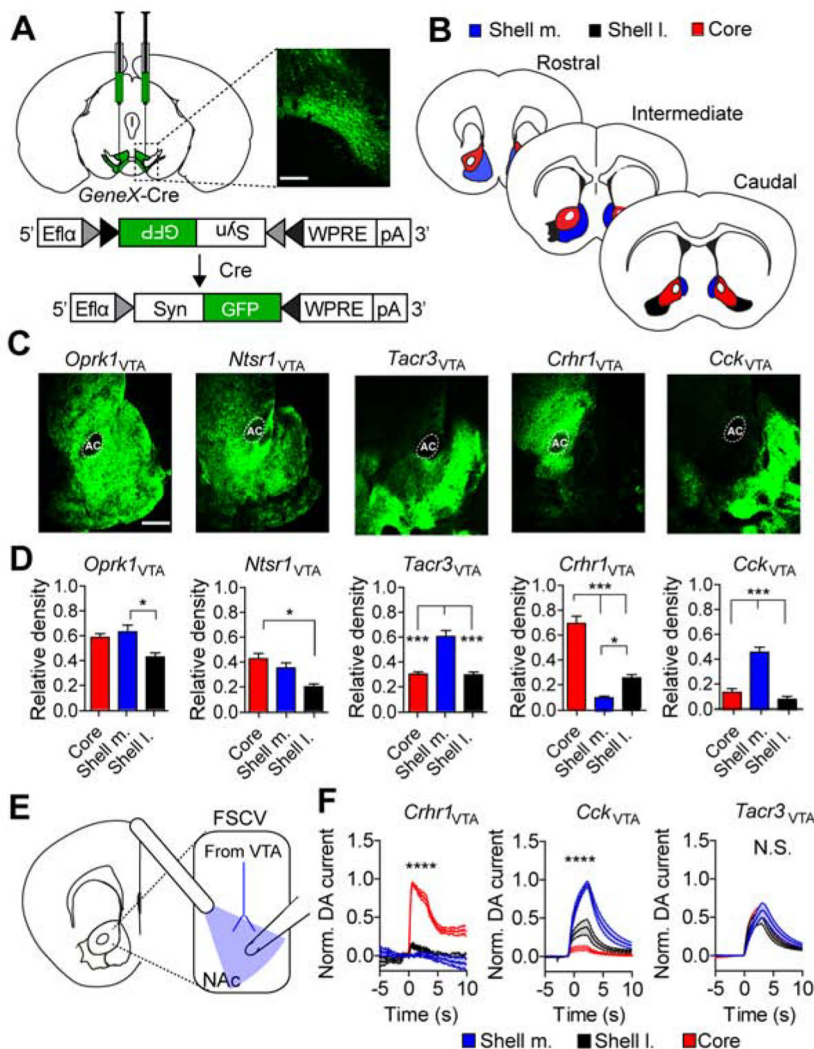 A
GeneX-Cre
5' Eflα GFP Syn WPRE pA 3'
Cre
5' Eflα Syn GFP WPRE pA 3'
B
Shell m. Shell l. Core
Rostral
Intermediate
Caudal
C
Oprk1VTA Ntsr1VTA Tacr3VTA Crhr1VTA CckVTA
AC AC AC AC AC
D
Oprk1VTA
Relative density
0.8
0.6
0.4
0.2
0.0
*
Core
Shell m.
Shell l.
Ntsr1VTA
Relative density
0.8
0.6
0.4
0.2
0.0
*
Core
Shell m.
Shell l.
Tacr3VTA
Relative density
0.8
0.6
0.4
0.2
0.0
*** ***
Core
Shell m.
Shell l.
Crhr1VTA
Relative density
1.0
0.8
0.6
0.4
0.2
0.0
***
*
Core
Shell m.
Shell l.
CckVTA
Relative density
0.8
0.6
0.4
0.2
0.0
***
Core
Shell m.
Shell l.
E
FSCV
From VTA
NAc
F
Crhr1VTA
Norm. DA current
1.5
1.0
0.5
0.0
****
-5 0 5 10
Time (s)
CckVTA
Norm. DA current
1.5
1.0
0.5
0.0
****
-5 0 5 10
Time (s)
Tacr3VTA
Norm. DA current
1.5
1.0
0.5
0.0
N.S.
-5 0 5 10
Time (s)
Shell m. Shell l. Core